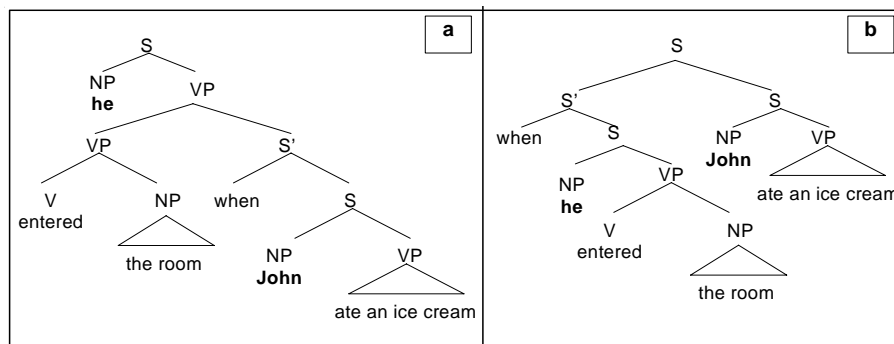 a
S
NP VP
he
VP S'
V NP when S
entered
the room NP VP
John
ate an ice cream
b
S
S' S
when S NP VP
John
NP VP ate an ice cream
he
V NP
entered
the room